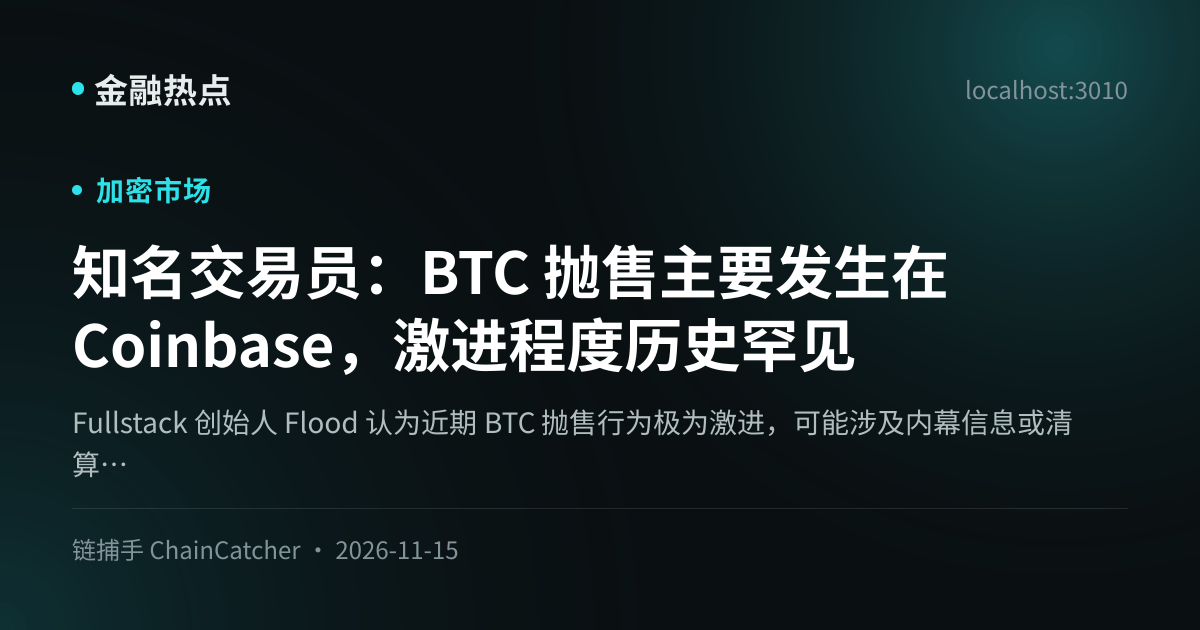 金融热点
localhost:3010
加密市场
知名交易员：BTC 抛售主要发生在
Coinbase，激进程度历史罕见
Fullstack 创始人 Flood 认为近期 BTC 抛售行为极为激进，可能涉及内幕信息或清
算…
链捕手 ChainCatcher · 2026-11-15